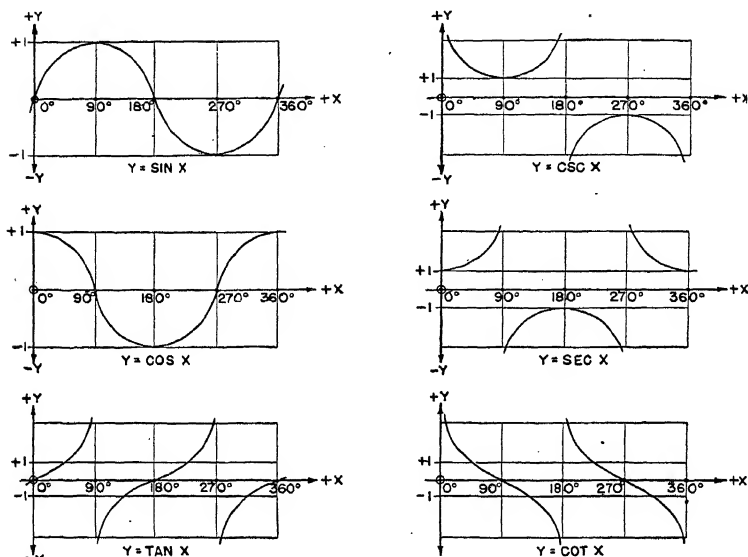 +Y
+1
0° 90° 180° 270° 360° +X
-1
-Y
Y = SIN X
+Y
+1
0° 90° 180° 270° 360° +X
-1
-Y
Y = CSC X
+Y
+1
0° 90° 180° 270° 360° +X
-1
-Y
Y = COS X
+Y
+1
0° 90° 180° 270° 360° +X
-1
-Y
Y = SEC X
+Y
+1
0° 90° 180° 270° 360° +X
-1
Y = TAN X
+Y
+1
0° 90° 180° 270° 360° +X
-1
Y = COT X